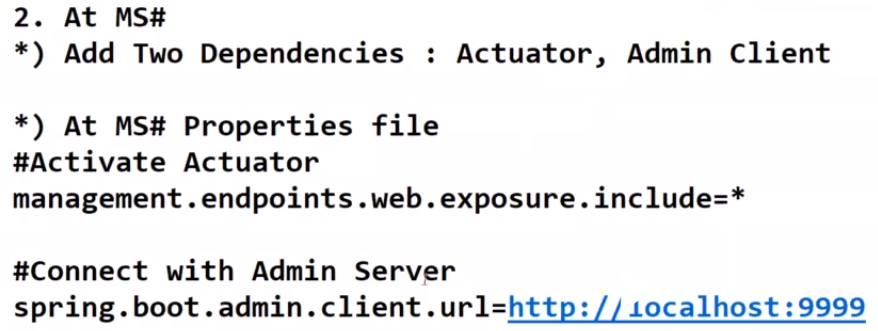 2. At MS#
*) Add Two Dependencies : Actuator, Admin Client
*) At MS# Properties file
#Activate Actuator
management.endpoints.web.exposure.include=*
#Connect with Admin Server
spring.boot.admin.client.url=http://localhost:9999